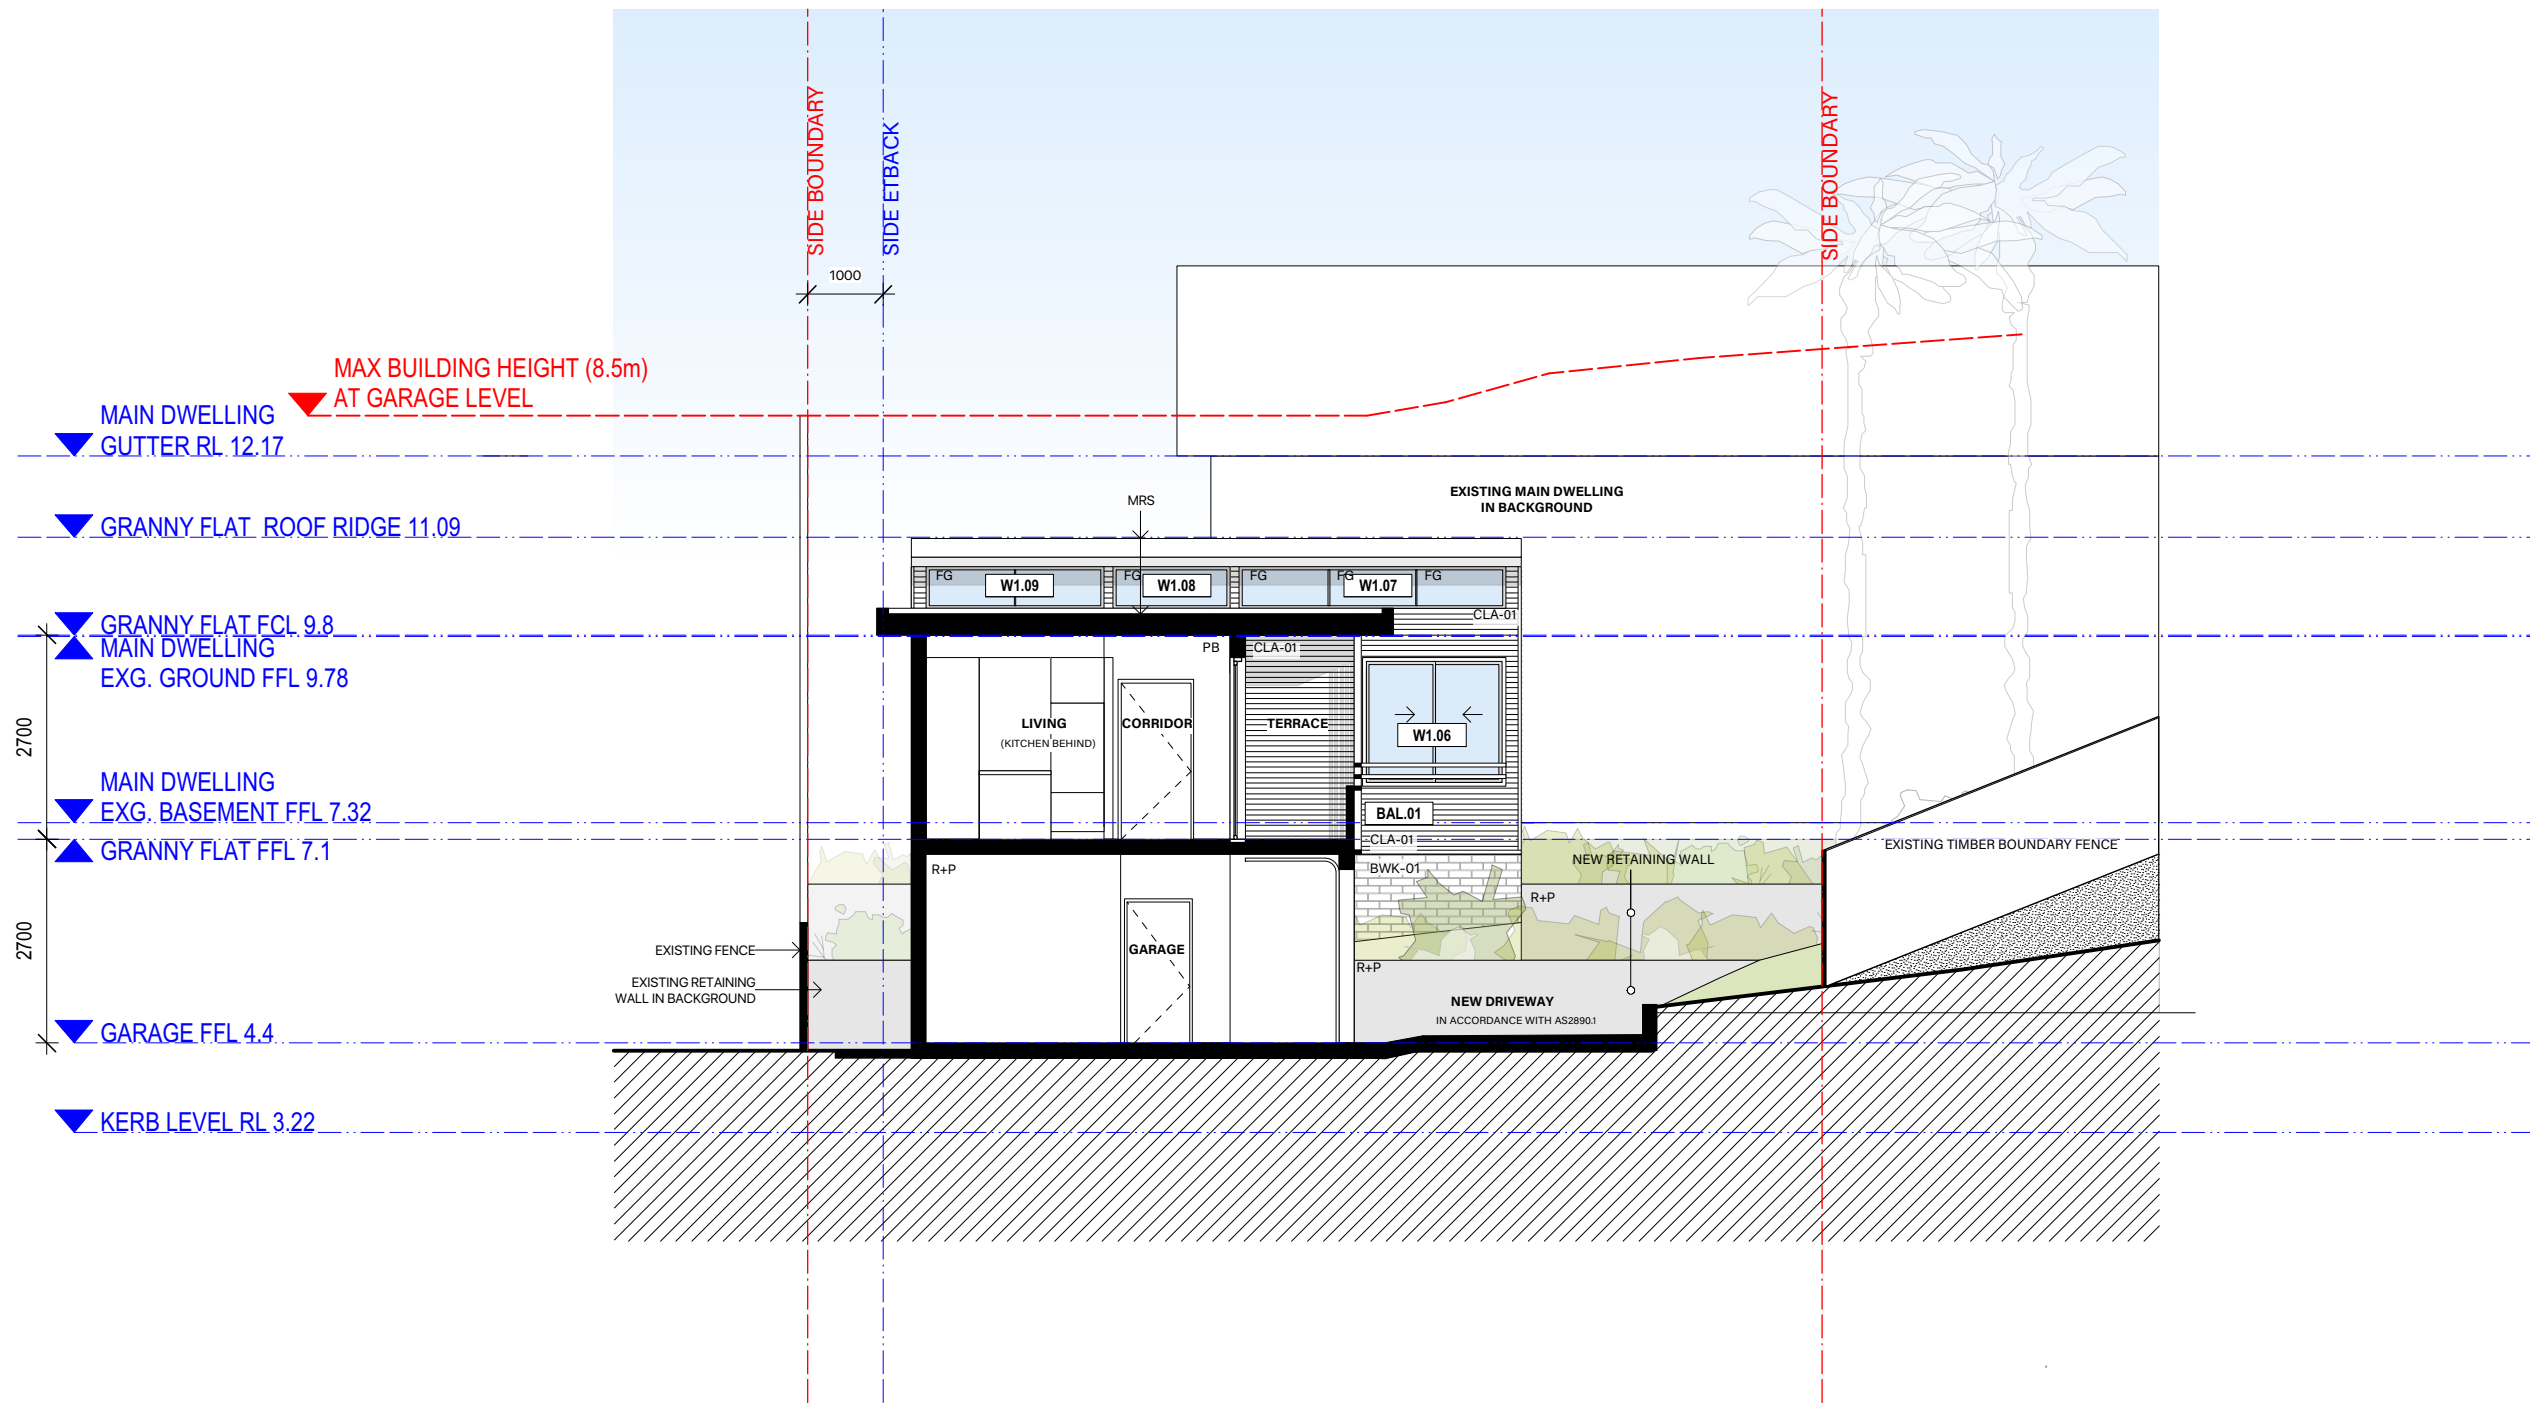 SIDE BOUNDARY
SIDE ETBACK
SIDE BOUNDARY
1000
MAX BUILDING HEIGHT (8.5m)
AT GARAGE LEVEL
MAIN DWELLING
GUTTER RL 12.17
MRS
EXISTING MAIN DWELLING
IN BACKGROUND
GRANNY FLAT ROOF RIDGE 11.09
FG
W1.09
FG
W1.08
FG
FG
W1.07
FG
CLA-01
GRANNY FLAT FCL 9.8
MAIN DWELLING
EXG. GROUND FFL 9.78
PB
CLA-01
2700
LIVING
(KITCHEN BEHIND)
CORRIDOR
TERRACE
W1.06
MAIN DWELLING
EXG. BASEMENT FFL 7.32
BAL.01
CLA-01
GRANNY FLAT FFL 7.1
EXISTING TIMBER BOUNDARY FENCE
NEW RETAINING WALL
R+P
BWK-01
R+P
2700
EXISTING FENCE
GARAGE
R+P
EXISTING RETAINING
WALL IN BACKGROUND
NEW DRIVEWAY
IN ACCORDANCE WITH AS2890.1
GARAGE FFL 4.4
KERB LEVEL RL 3.22